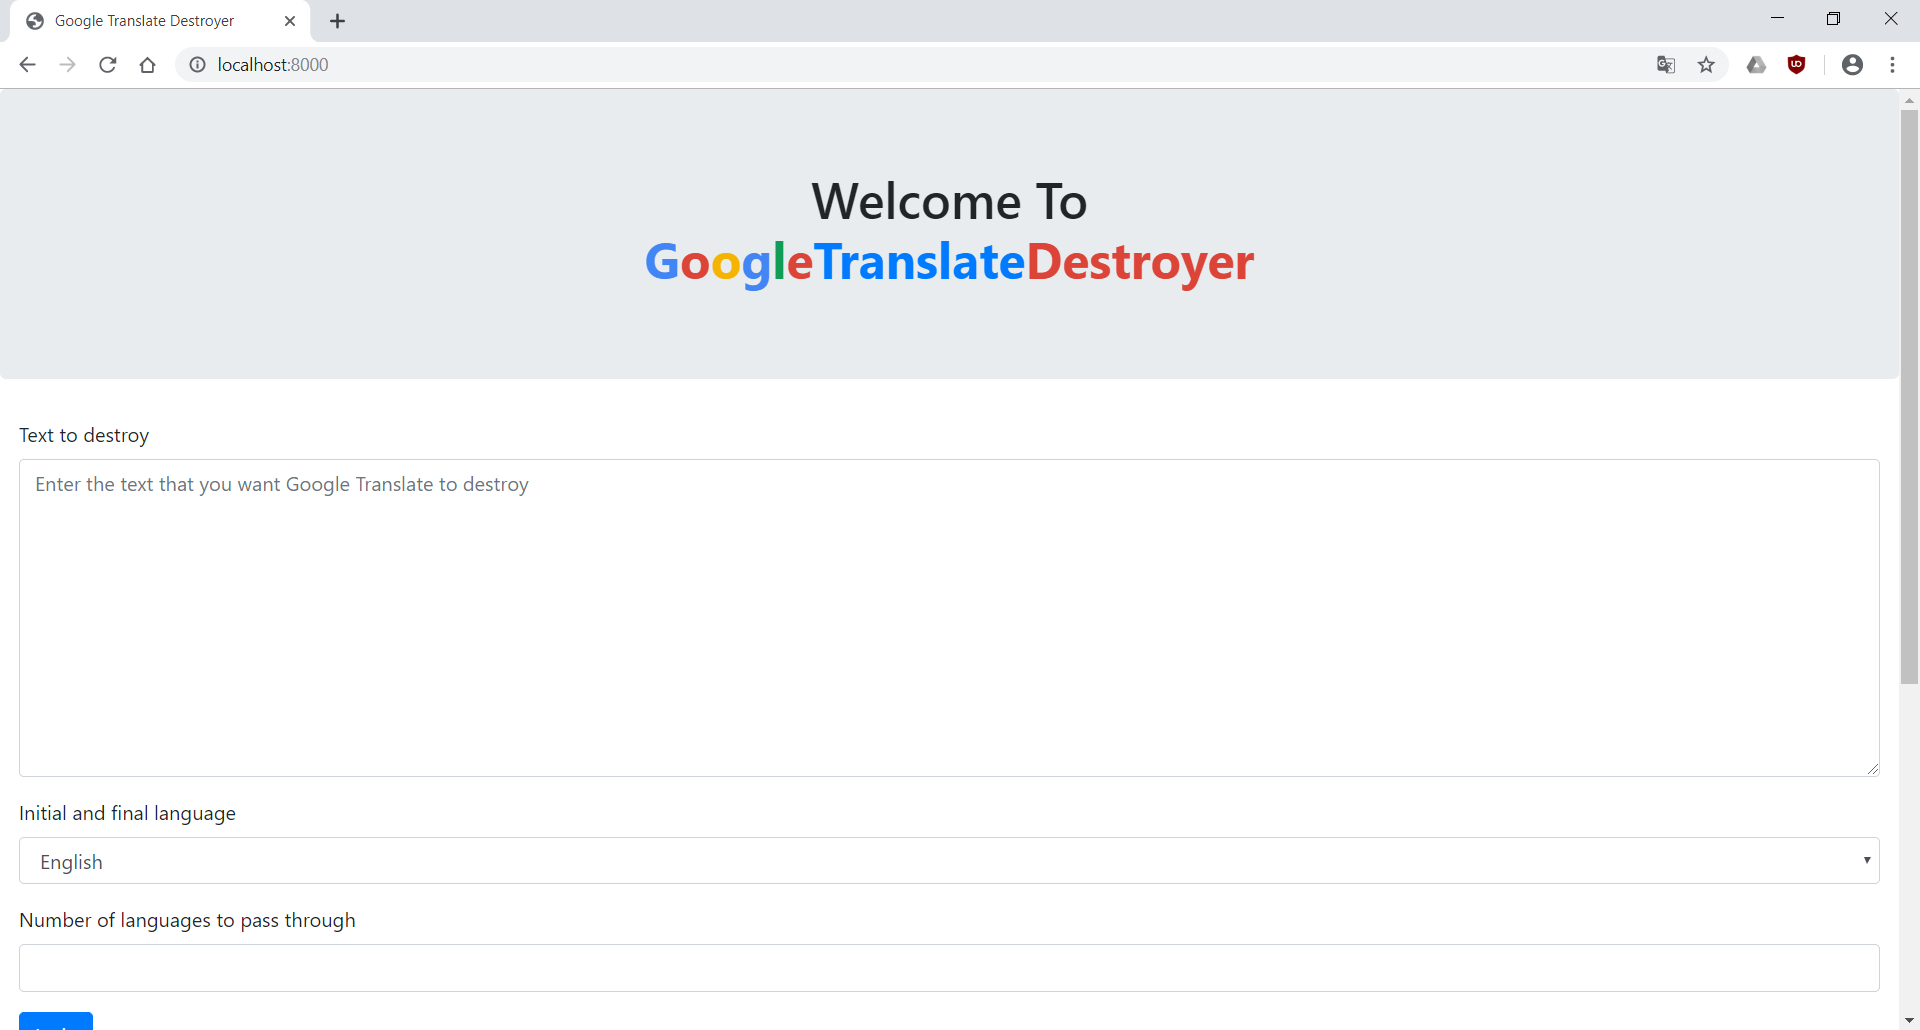 Google Translate Destroyer
localhost:8000
Welcome To
GoogleTranslateDestroyer
Text to destroy
Enter the text that you want Google Translate to destroy
Initial and final language
English
Number of languages to pass through